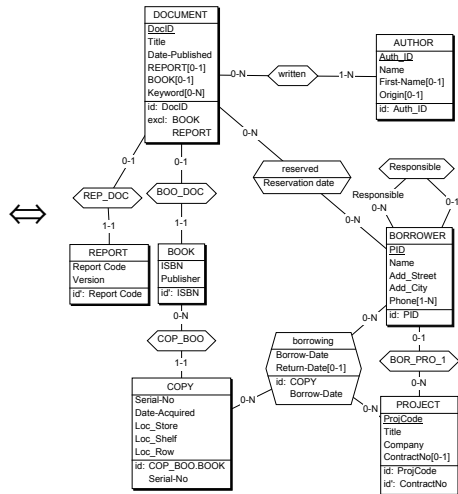 DOCUMENT
DocID
Title
Date-Published
REPORT[0-1]
BOOK[0-1]
Keyword[0-N]
id: DocID
excl: BOOK
REPORT
0-N
written
1-N
AUTHOR
Auth_ID
Name
First-Name[0-1]
Origin[0-1]
id: Auth_ID
0-N
reserved
Reservation date
0-N
Responsible
Responsible
0-N
0-1
0-1
REP_DOC
1-1
0-1
BOO_DOC
1-1
REPORT
Report Code
Version
id': Report Code
BOOK
ISBN
Publisher
id': ISBN
BORROWER
PID
Name
Add_Street
Add_City
Phone[1-N]
id: PID
0-N
COP_BOO
1-1
0-N
borrowing
Borrow-Date
Return-Date[0-1]
id: COPY
Borrow-Date
0-N
0-N
0-1
BOR_PRO_1
0-N
COPY
Serial-No
Date-Acquired
Loc_Store
Loc_Shelf
Loc_Row
id: COP_BOO.BOOK
Serial-No
PROJECT
ProjCode
Title
Company
ContractNo[0-1]
id: ProjCode
id': ContractNo